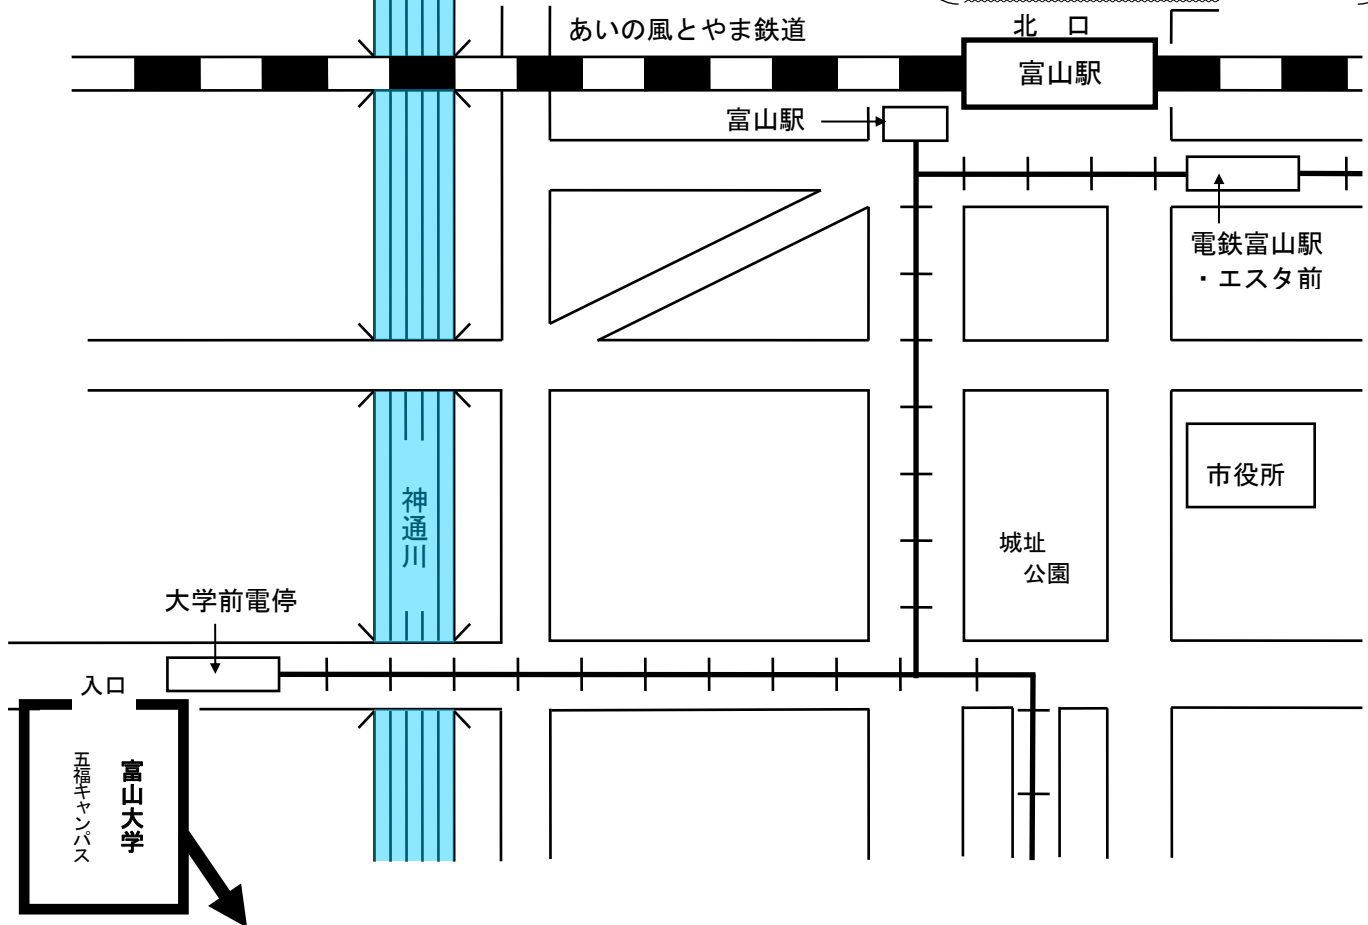 あいの風とやま鉄道
北　口
富山駅
富山駅
電鉄富山駅
・エスタ前
市役所
神通川
城址
公園
大学前電停
入口
富山大学
五福キャンパス